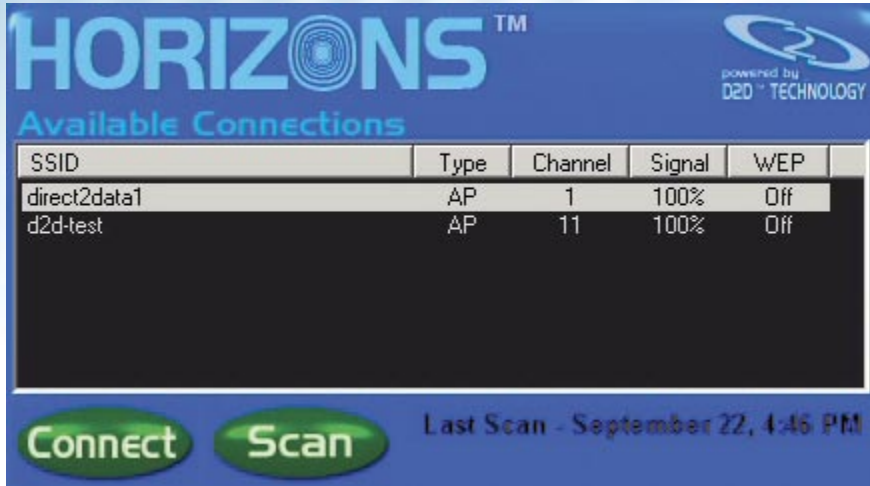 HORIZONS™
powered by
D2D™ TECHNOLOGY
Available Connections
SSID Type Channel Signal WEP
direct2data1 AP 1 100% Off
d2d-test AP 11 100% Off
Connect Scan Last Scan - September 22, 4:46 PM